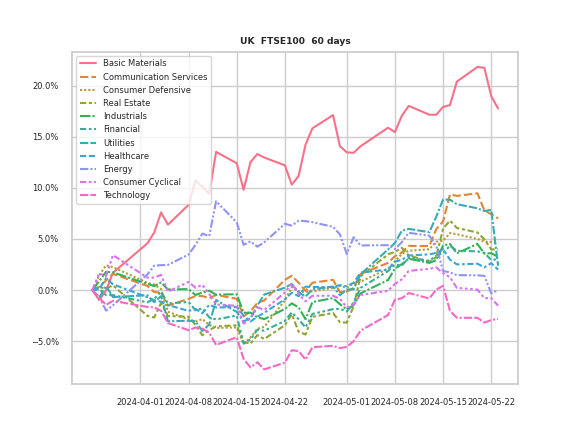 UK  FTSE100  60 days
Basic Materials
Communication Services
Consumer Defensive
Real Estate
Industrials
Financial
Utilities
Healthcare
Energy
Consumer Cyclical
Technology
20.0%
15.0%
10.0%
5.0%
0.0%
−5.0%
2024-04-01
2024-04-08
2024-04-15
2024-04-22
2024-05-01
2024-05-08
2024-05-15
2024-05-22